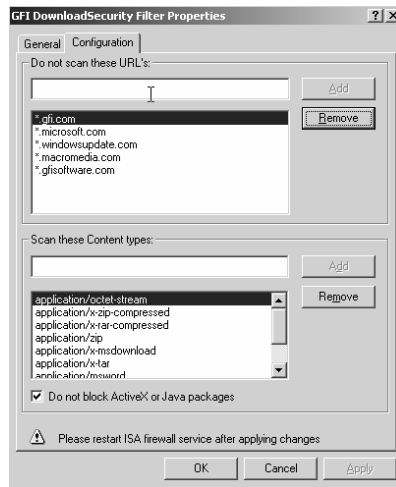 GFI DownloadSecurity Filter Properties
General Configuration
Do not scan these URL's:
Add
*.gfi.com
Remove
*.microsoft.com
*.windowsupdate.com
*.macromedia.com
*.gfisoftware.com
Scan these Content types:
Add
application/octet-stream
Remove
application/x-zip-compressed
application/x-rar-compressed
application/zip
application/x-msdownload
application/x-tar
application/msword
Do not block ActiveX or Java packages
Please restart ISA firewall service after applying changes
OK Cancel Apply